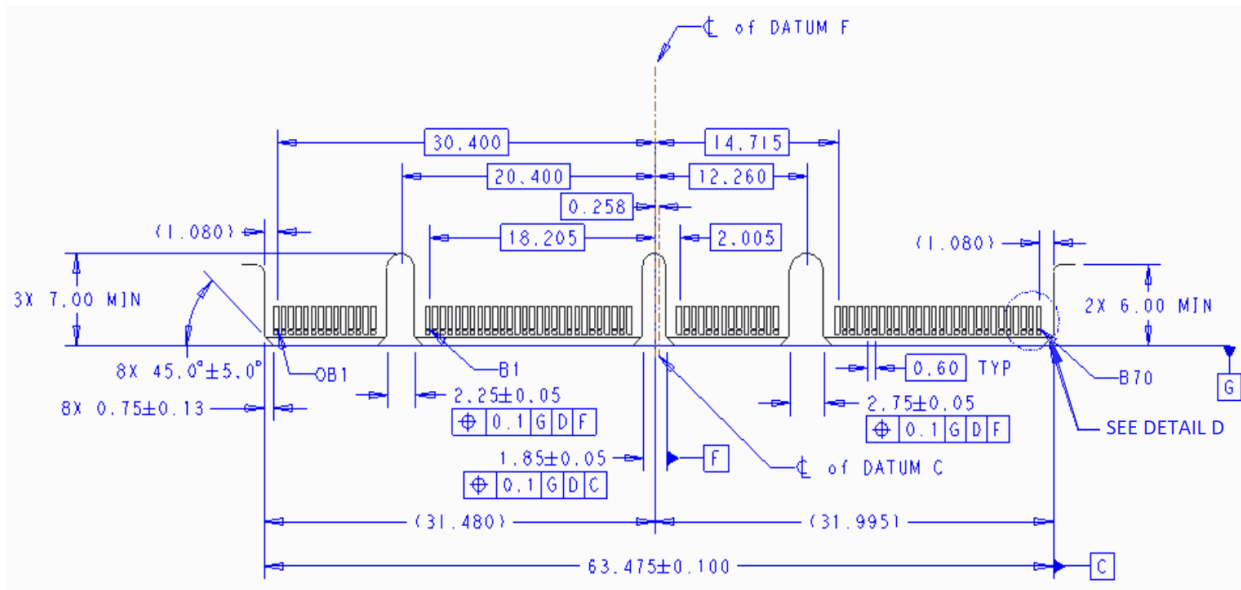 ℄ of DATUM F
30.400
14.715
20.400
12.260
0.258
(1.080)
18.205
2.005
(1.080)
3X 7.00 MIN
2X 6.00 MIN
8X 45.0°±5.0°
OB1
B1
0.60 TYP
B70
G
8X 0.75±0.13
2.25±0.05
⌖ 0.1 G D F
2.75±0.05
⌖ 0.1 G D F
SEE DETAIL D
1.85±0.05
F
⌖ 0.1 G D C
℄ of DATUM C
(31.480)
(31.995)
63.475±0.100
C